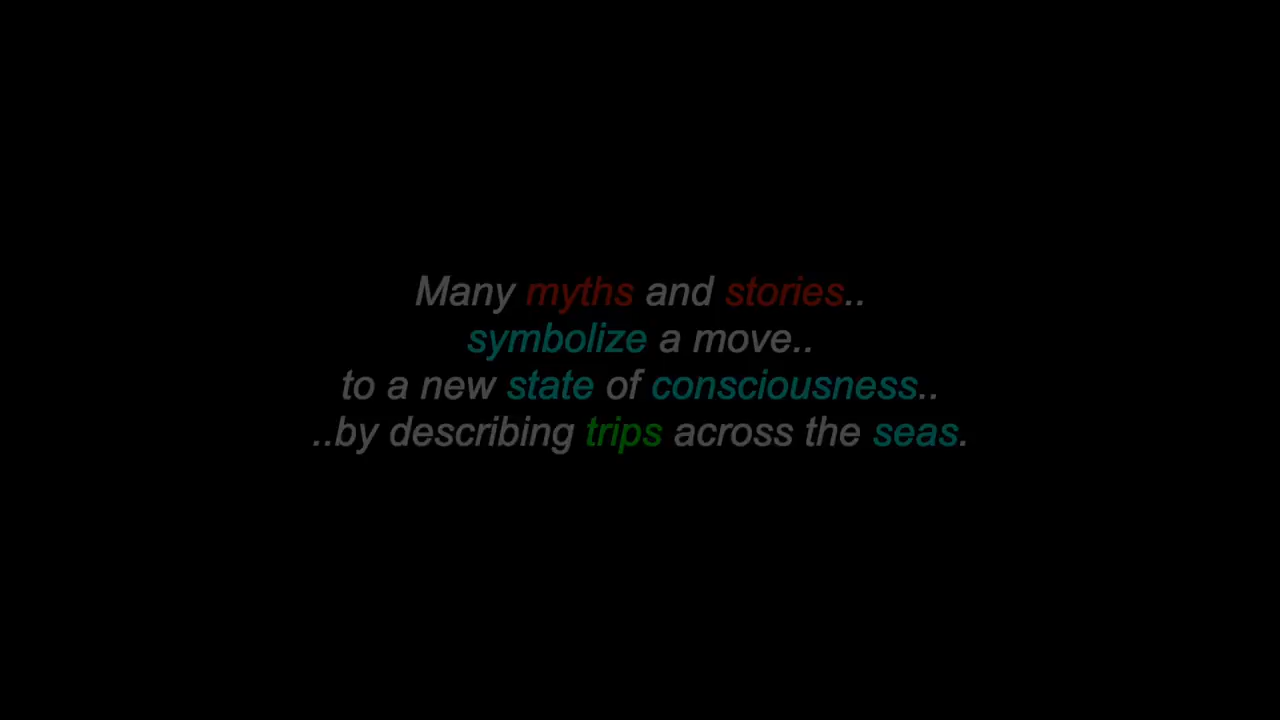 Many myths and stories..
symbolize a move..
to a new state of consciousness..
..by describing trips across the seas.